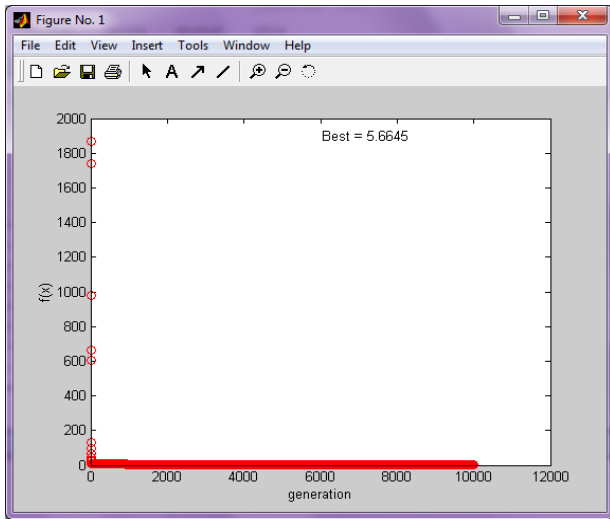 Figure No. 1
File Edit View Insert Tools Window Help
A
2000
1800
1600
1400
1200
1000
800
600
400
200
0
f(x)
Best = 5.6645
0 2000 4000 6000 8000 10000 12000
generation